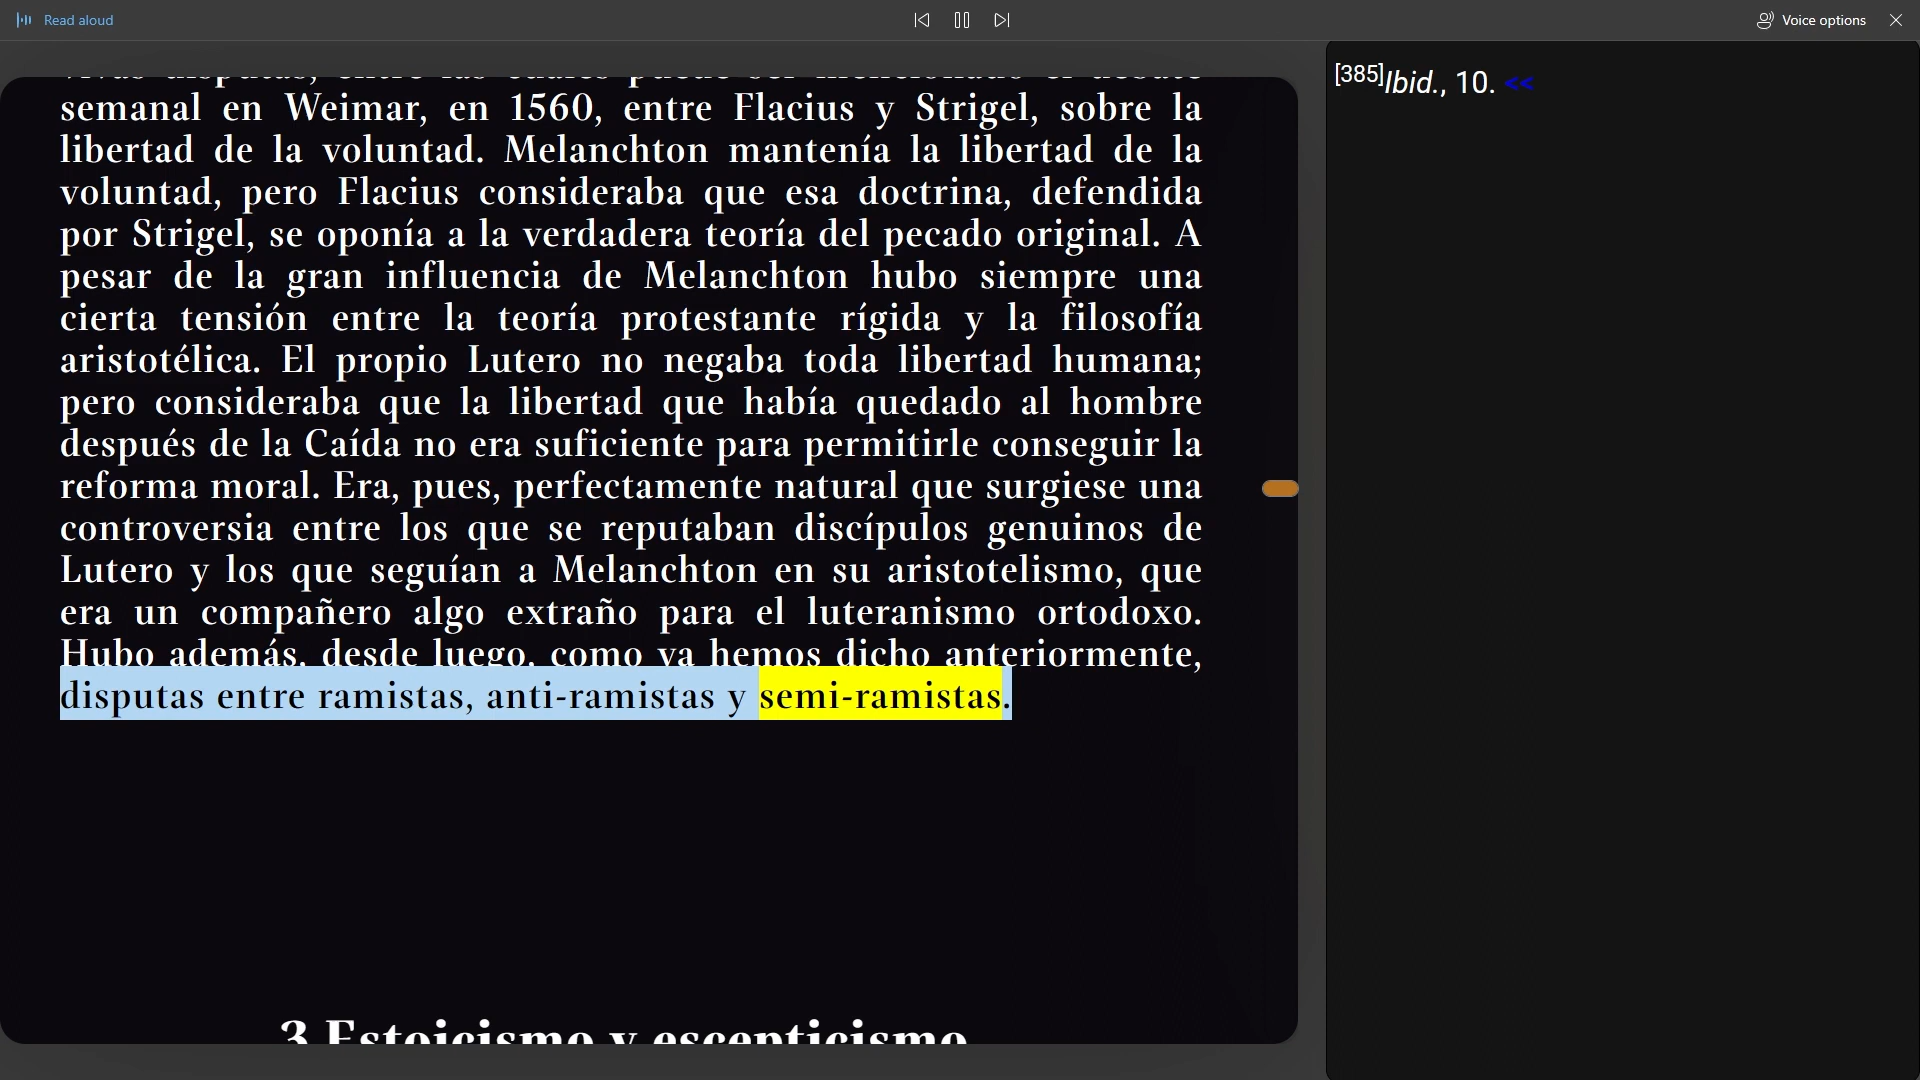 Read aloud
Voice options
semanal en Weimar, en 1560, entre Flacius y Strigel, sobre la
libertad de la voluntad. Melanchton mantenía la libertad de la
voluntad, pero Flacius consideraba que esa doctrina, defendida
por Strigel, se oponía a la verdadera teoría del pecado original. A
pesar de la gran influencia de Melanchton hubo siempre una
cierta tensión entre la teoría protestante rígida y la filosofía
aristotélica. El propio Lutero no negaba toda libertad humana;
pero consideraba que la libertad que había quedado al hombre
después de la Caída no era suficiente para permitirle conseguir la
reforma moral. Era, pues, perfectamente natural que surgiese una
controversia entre los que se reputaban discípulos genuinos de
Lutero y los que seguían a Melanchton en su aristotelismo, que
era un compañero algo extraño para el luteranismo ortodoxo.
Hubo además, desde luego, como ya hemos dicho anteriormente,
disputas entre ramistas, anti-ramistas y semi-ramistas.
3 Estoicismo y escepticismo
[385]Ibid., 10. <<